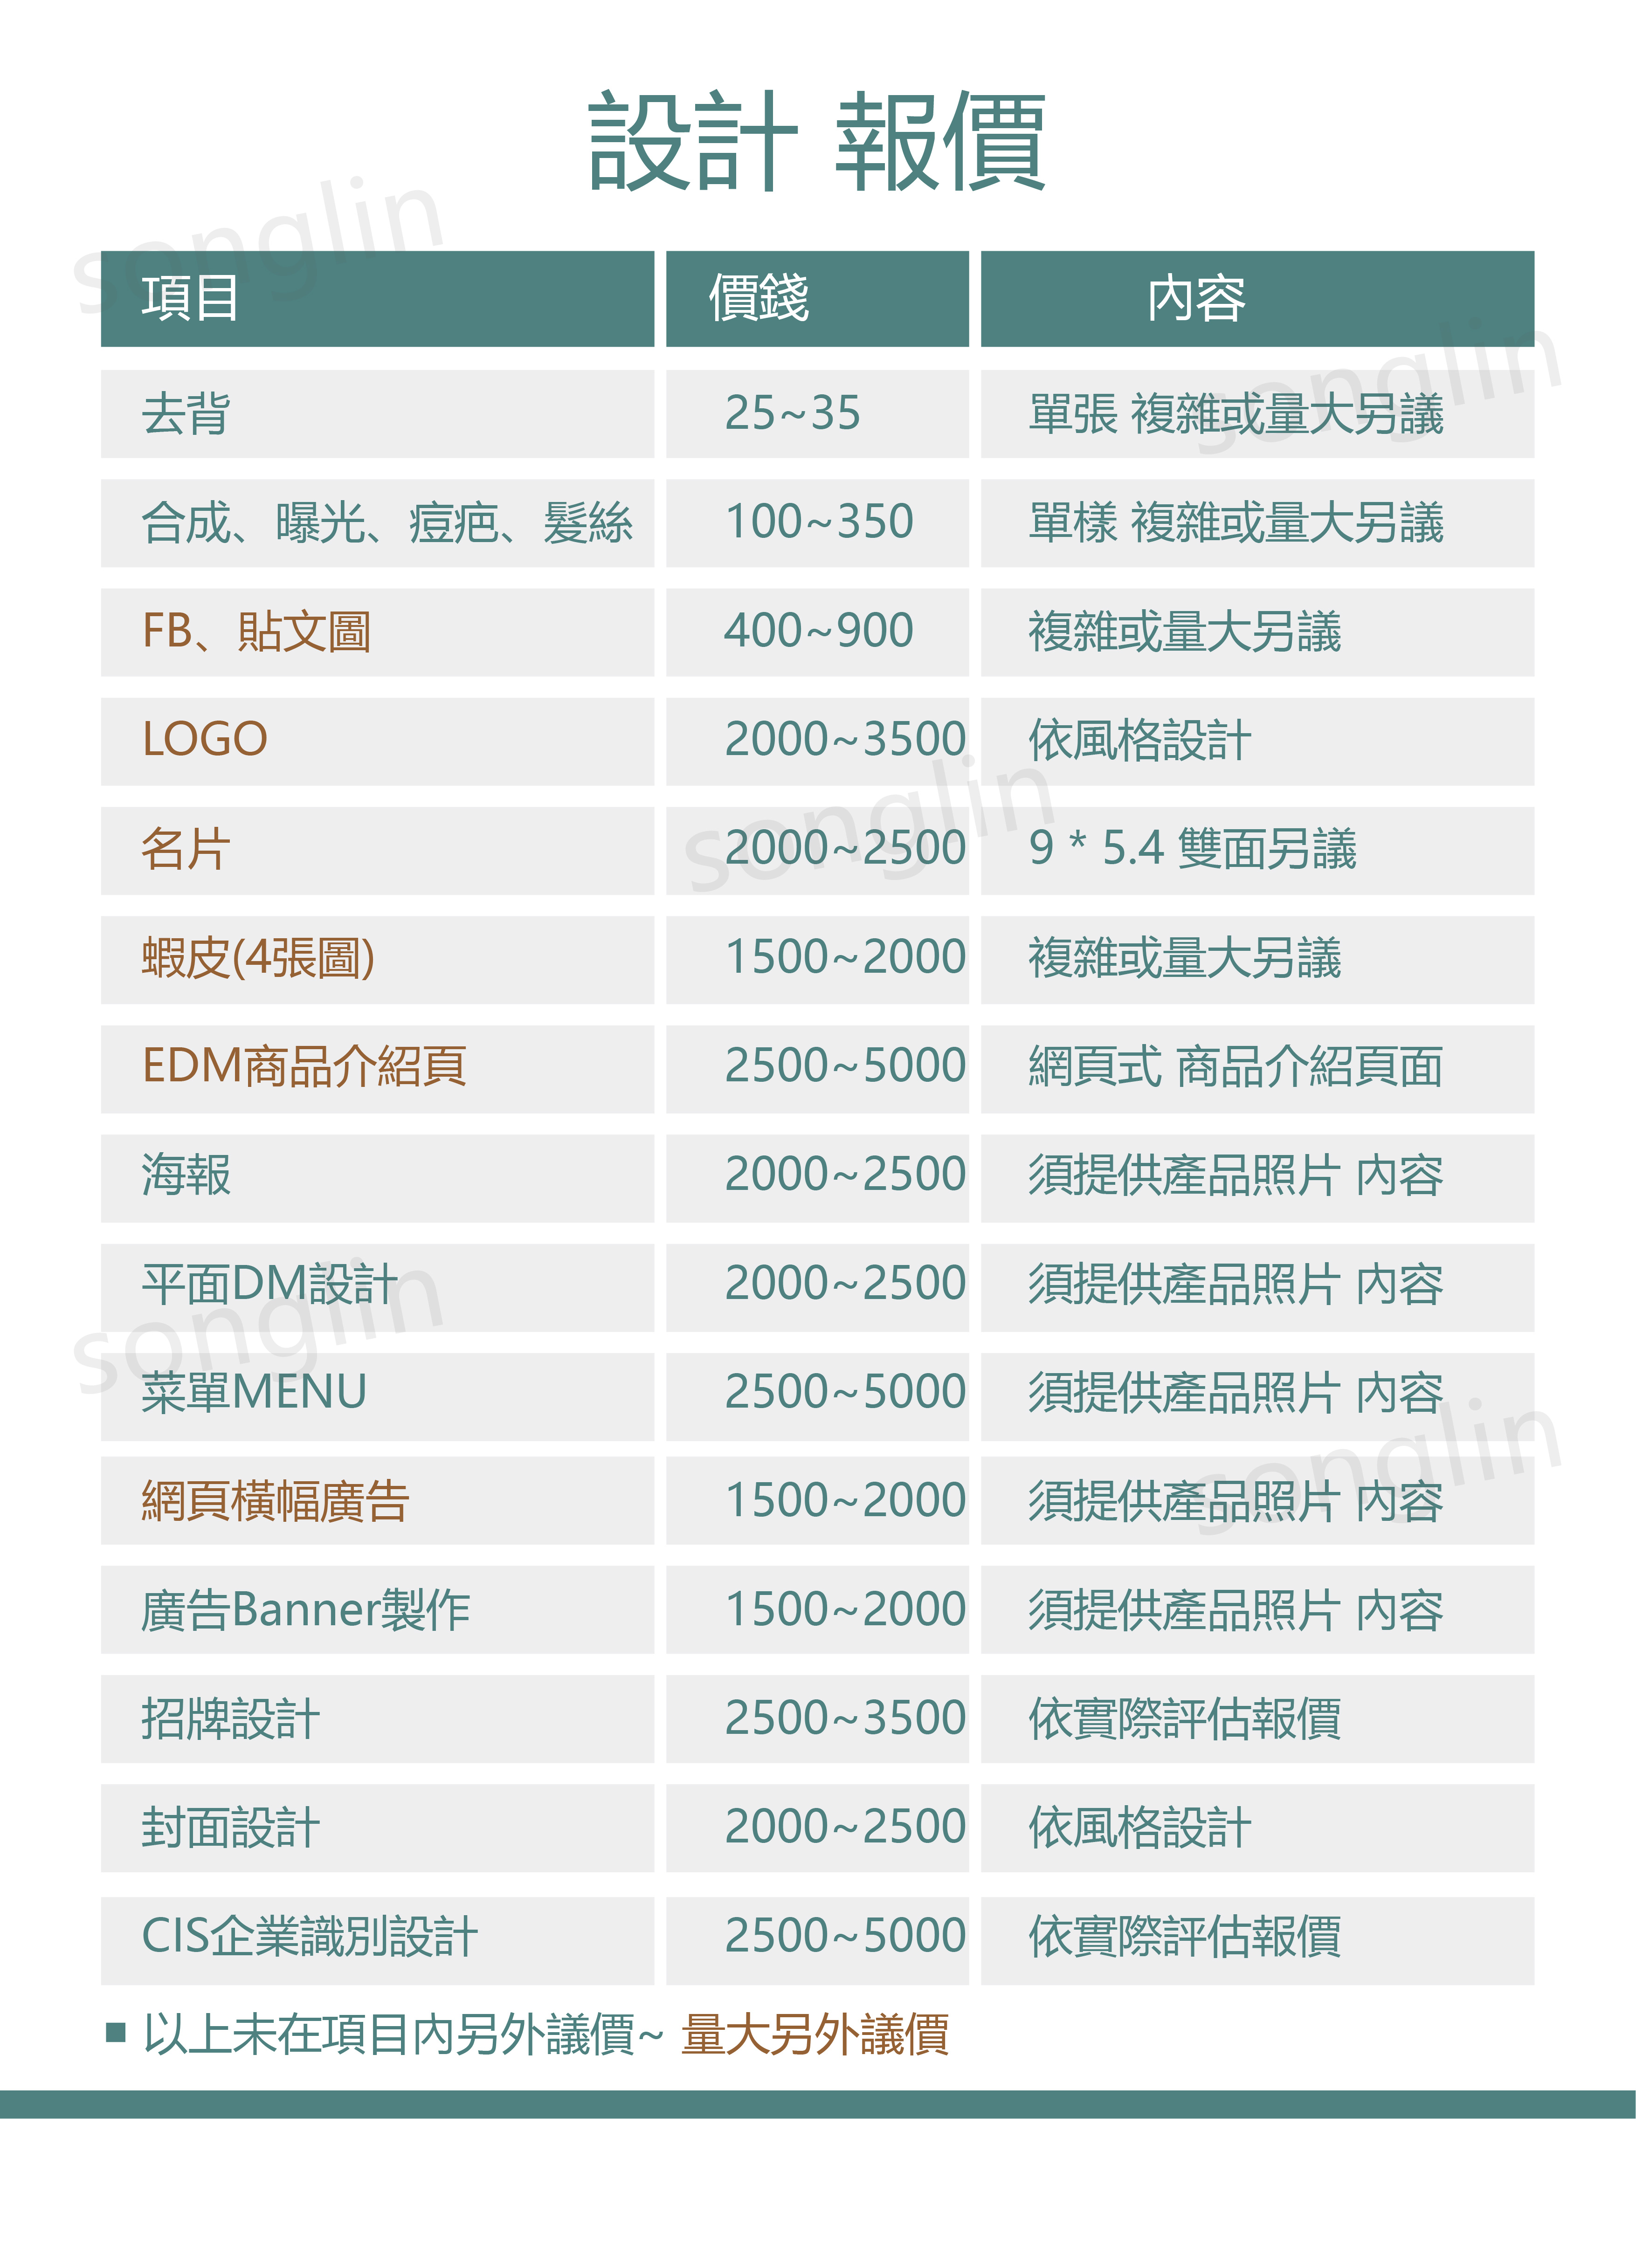 設計 報價
項目 價錢 內容
去背 25~35 單張 複雜或量大另議
合成、曝光、痘疤、髮絲 100~350 單樣 複雜或量大另議
FB、貼文圖 400~900 複雜或量大另議
LOGO 2000~3500 依風格設計
名片 2000~2500 9 * 5.4 雙面另議
蝦皮(4張圖) 1500~2000 複雜或量大另議
EDM商品介紹頁 2500~5000 網頁式 商品介紹頁面
海報 2000~2500 須提供產品照片 內容
平面DM設計 2000~2500 須提供產品照片 內容
菜單MENU 2500~5000 須提供產品照片 內容
網頁橫幅廣告 1500~2000 須提供產品照片 內容
廣告Banner製作 1500~2000 須提供產品照片 內容
招牌設計 2500~3500 依實際評估報價
封面設計 2000~2500 依風格設計
CIS企業識別設計 2500~5000 依實際評估報價
■ 以上未在項目內另外議價~ 量大另外議價
songlin
songlin
songlin
songlin
songlin